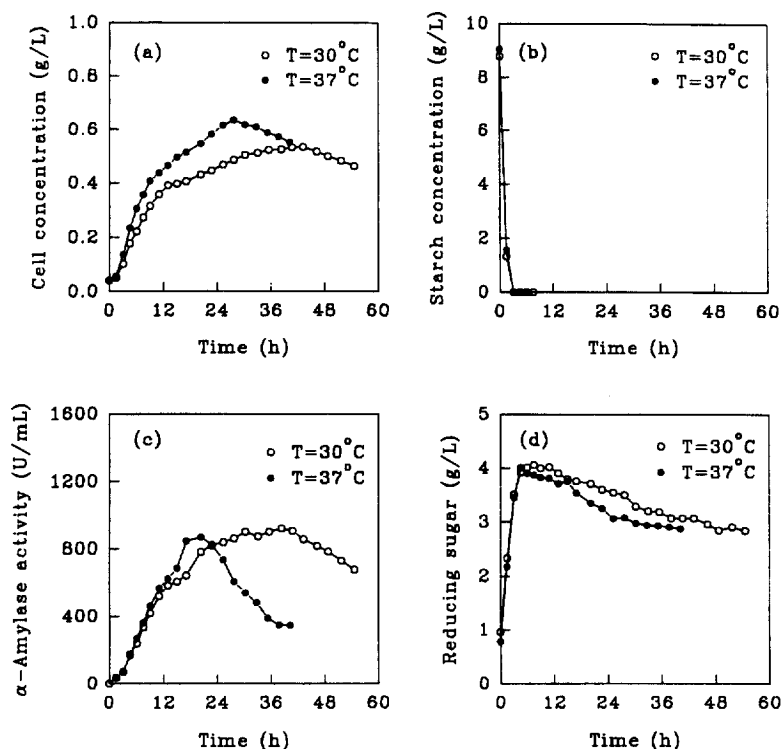 Cell concentration (g/L)
1.0
0.8
0.6
0.4
0.2
0.0
(a)
T=30°C
T=37°C
0 12 24 36 48 60
Time (h)
Starch concentration (g/L)
10
8
6
4
2
0
(b)
T=30°C
T=37°C
0 12 24 36 48 60
Time (h)
α-Amylase activity (U/mL)
1600
1200
800
400
0
(c)
T=30°C
T=37°C
0 12 24 36 48 60
Time (h)
Reducing sugar (g/L)
5
4
3
2
1
0
(d)
T=30°C
T=37°C
0 12 24 36 48 60
Time (h)